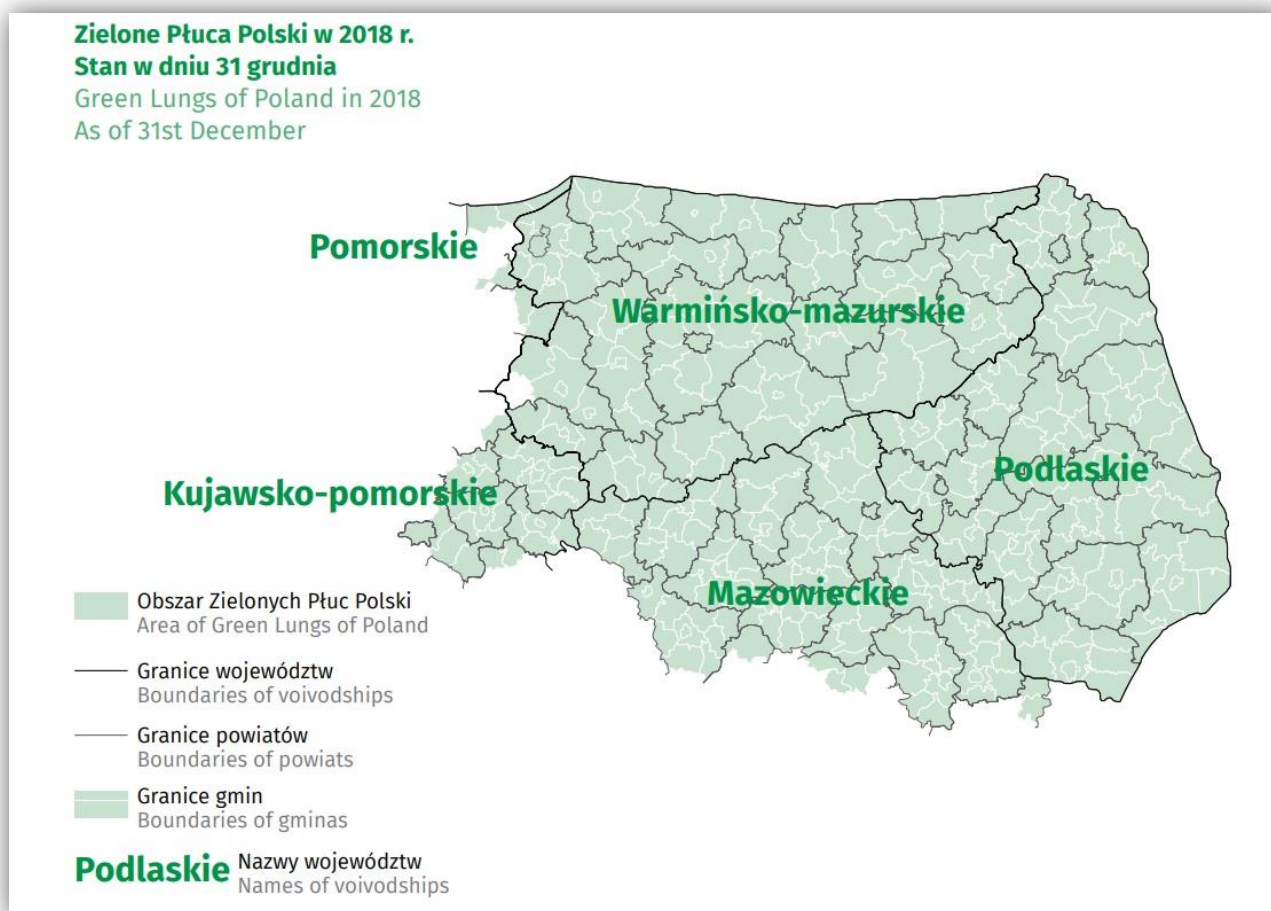 Zielone Płuca Polski w 2018 r.
Stan w dniu 31 grudnia
Green Lungs of Poland in 2018
As of 31st December
Pomorskie
Warmińsko-mazurskie
Podlaskie
Kujawsko-pomorskie
Mazowieckie
Obszar Zielonych Płuc Polski
Area of Green Lungs of Poland
Granice województw
Boundaries of voivodships
Granice powiatów
Boundaries of powiats
Granice gmin
Boundaries of gminas
Podlaskie Nazwy województw
Names of voivodships